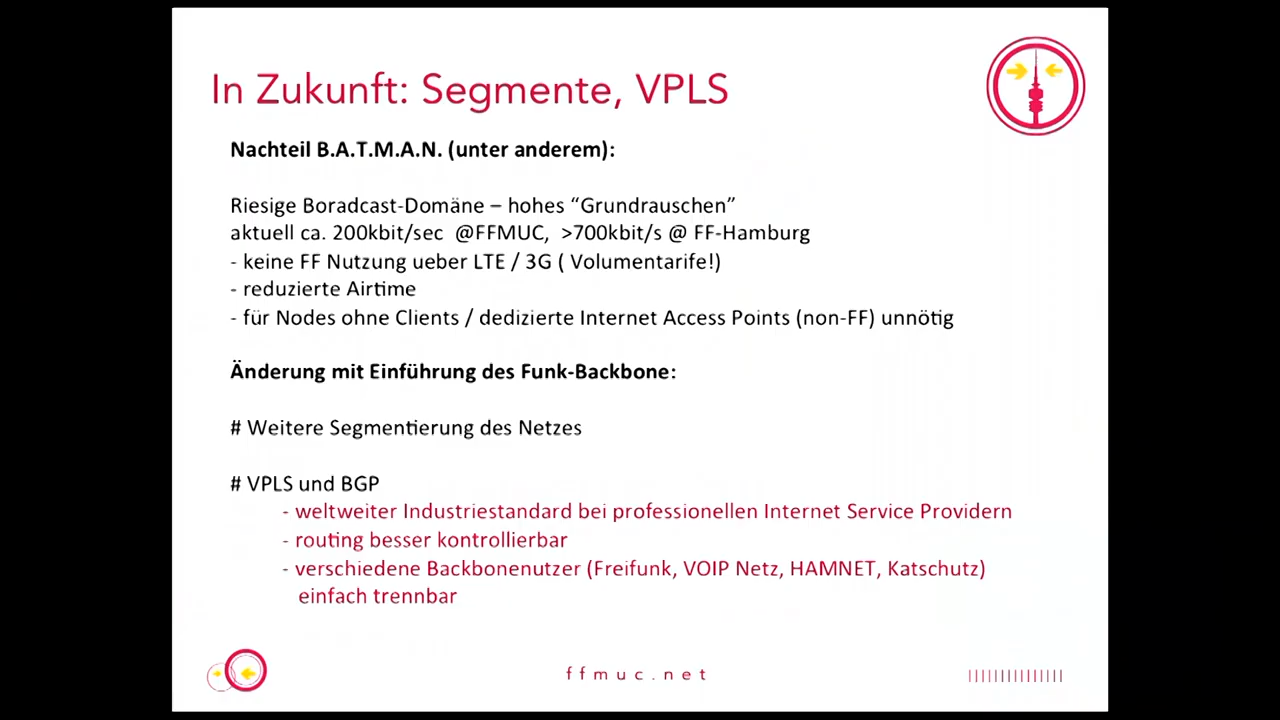 In Zukunft: Segmente, VPLS
Nachteil B.A.T.M.A.N. (unter anderem):
Riesige Boradcast-Domäne – hohes “Grundrauschen”
aktuell ca. 200kbit/sec @FFMUC, >700kbit/s @ FF-Hamburg
- keine FF Nutzung ueber LTE / 3G ( Volumentarife!)
- reduzierte Airtime
- für Nodes ohne Clients / dedizierte Internet Access Points (non-FF) unnötig
Änderung mit Einführung des Funk-Backbone:
# Weitere Segmentierung des Netzes
# VPLS und BGP
- weltweiter Industriestandard bei professionellen Internet Service Providern
- routing besser kontrollierbar
- verschiedene Backbonenutzer (Freifunk, VOIP Netz, HAMNET, Katschutz)
einfach trennbar
ffmuc.net